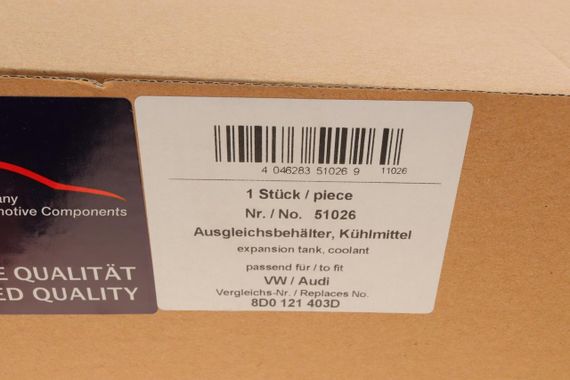 any
motive Components
E QUALITÄT
ED QUALITY
4 046283 51026 9 11026
1 Stück / piece
Nr. / No. 51026
Ausgleichsbehälter, Kühlmittel
expansion tank, coolant
passend für / to fit
VW / Audi
Vergleichs-Nr. / Replaces No.
8D0 121 403D